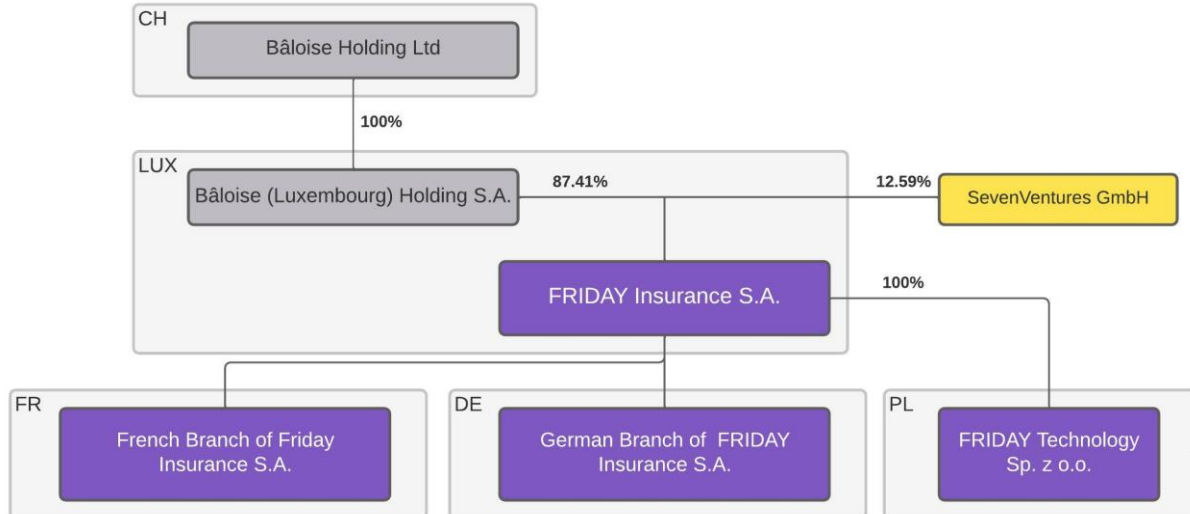 CH
Bâloise Holding Ltd
100%
LUX
Bâloise (Luxembourg) Holding S.A.
87.41%
12.59%
SevenVentures GmbH
FRIDAY Insurance S.A.
100%
FR
French Branch of Friday
Insurance S.A.
DE
German Branch of FRIDAY
Insurance S.A.
PL
FRIDAY Technology
Sp. z o.o.